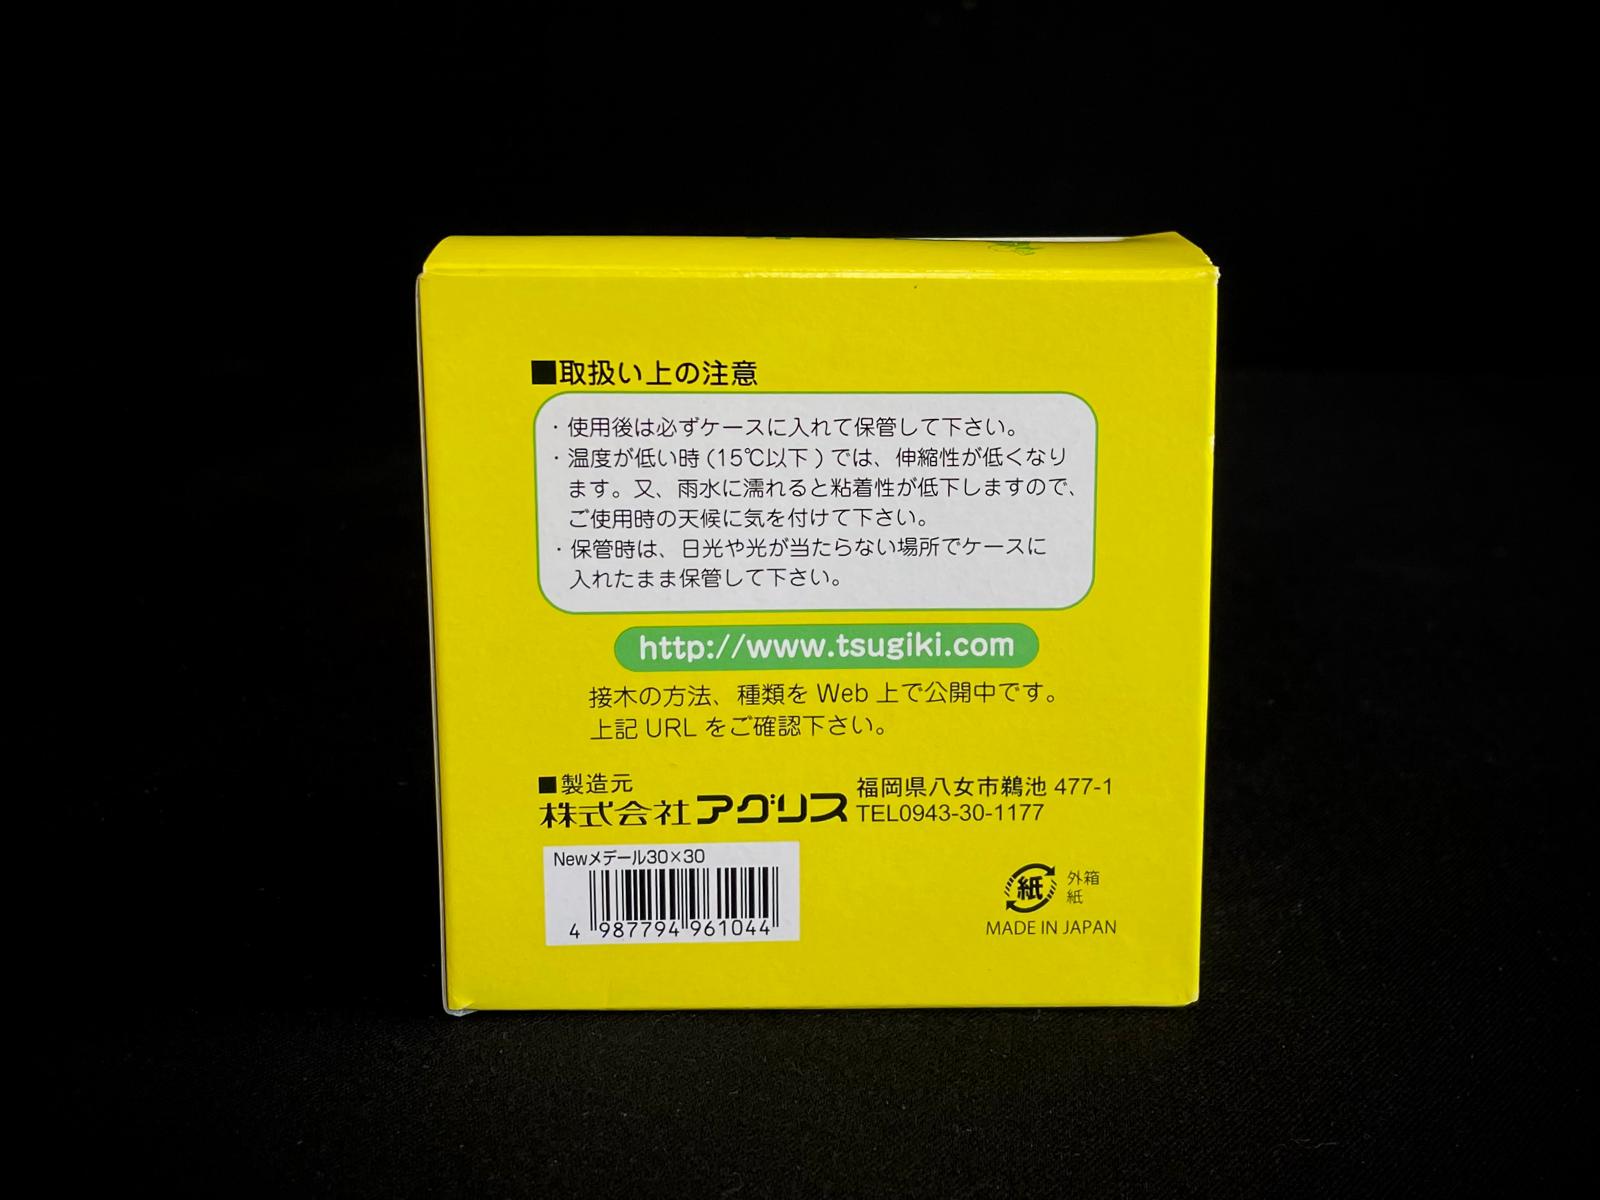 ■取扱い上の注意
・使用後は必ずケースに入れて保管して下さい。
・温度が低い時(15℃以下)では、伸縮性が低くなり
ます。又、雨水に濡れると粘着性が低下しますので、
ご使用時の天候に気を付けて下さい。
・保管時は、日光や光が当たらない場所でケースに
入れたまま保管して下さい。
http://www.tsugiki.com
接木の方法、種類を Web 上で公開中です。
上記 URL をご確認下さい。
■製造元
株式会社アグリス
福岡県八女市鵜池 477-1
TEL0943-30-1177
Newメデール30×30
4 987794 961044
紙
外箱
紙
MADE IN JAPAN